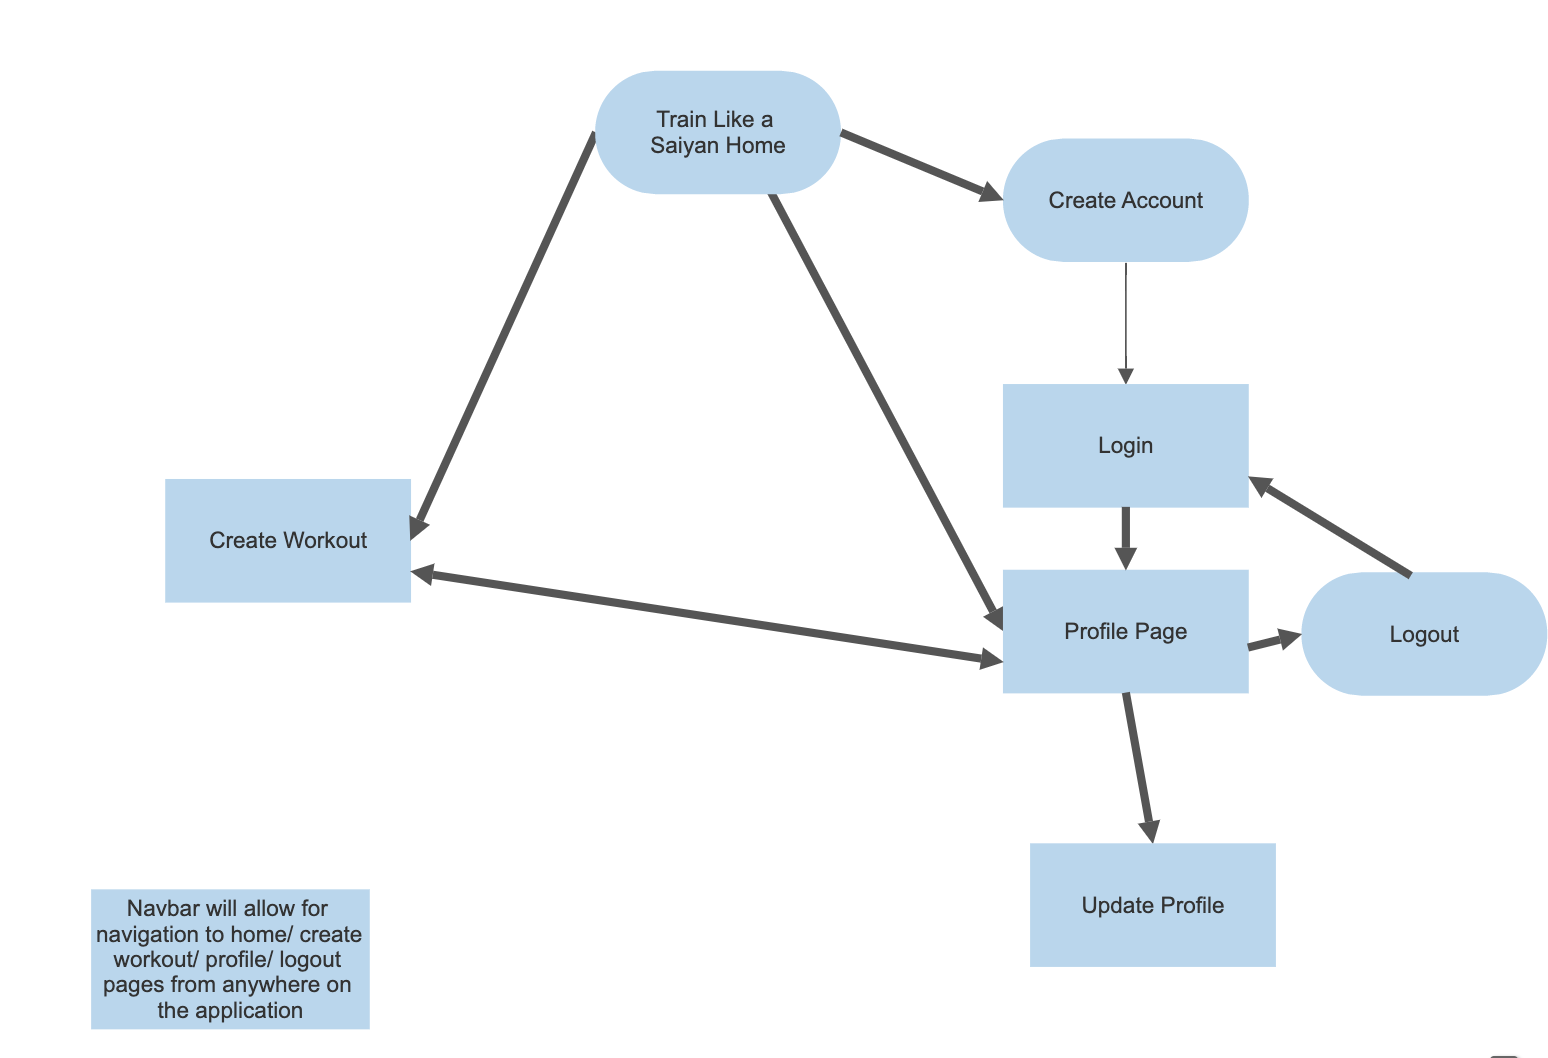 Train Like a
Saiyan Home
Create Account
Login
Create Workout
Profile Page
Logout
Update Profile
Navbar will allow for
navigation to home/ create
workout/ profile/ logout
pages from anywhere on
the application